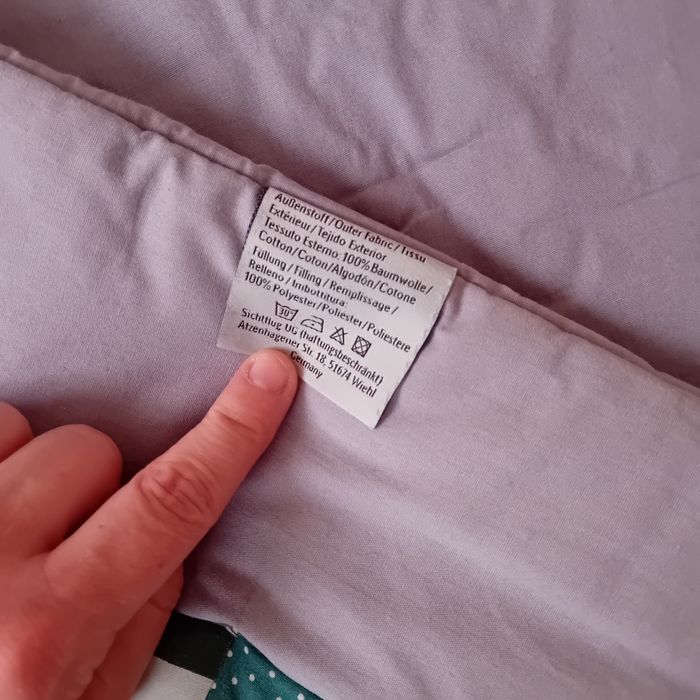 Außenstoff/Outer Fabric/Tissu
Extérieur/Tejido Exterior
Tessuto Esterno: 100% Baumwolle/
Cotton/Coton/Algodón/Cotone
Füllung/Filling/Remplissage/
Relleno/Imbottitura:
100% Polyester/Poliester/Poliestere
30°
Sichtflug UG (haftungsbeschränkt)
Atzenhagener Str. 18, 51674 Wiehl
Germany